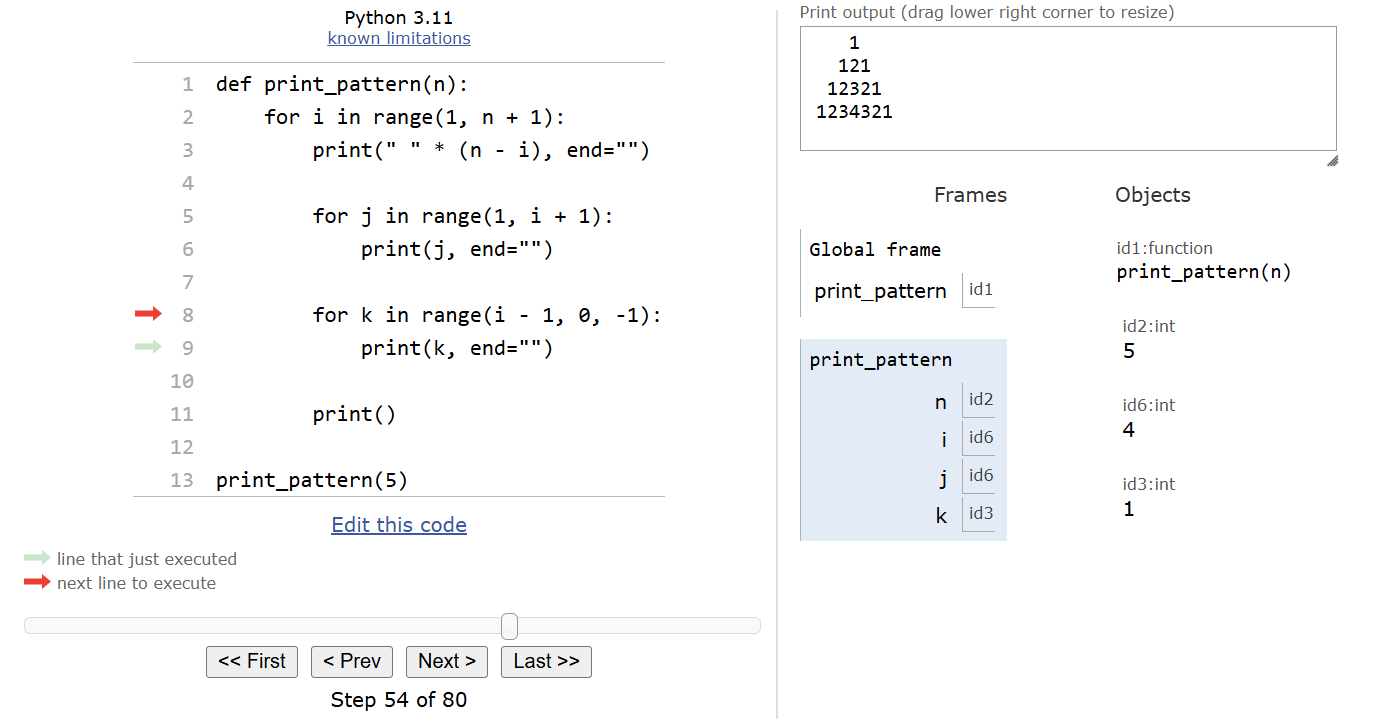 Python 3.11
known limitations
1 def print_pattern(n):
2     for i in range(1, n + 1):
3         print(" " * (n - i), end="")
4
5         for j in range(1, i + 1):
6             print(j, end="")
7
8         for k in range(i - 1, 0, -1):
9             print(k, end="")
10
11         print()
12
13 print_pattern(5)
Edit this code
line that just executed
next line to execute
<< First < Prev Next > Last >>
Step 54 of 80
Print output (drag lower right corner to resize)
    1
   121
  12321
 1234321
Frames Objects
Global frame
print_pattern id1
print_pattern
n id2
i id6
j id6
k id3
id1:function
print_pattern(n)
id2:int
5
id6:int
4
id3:int
1